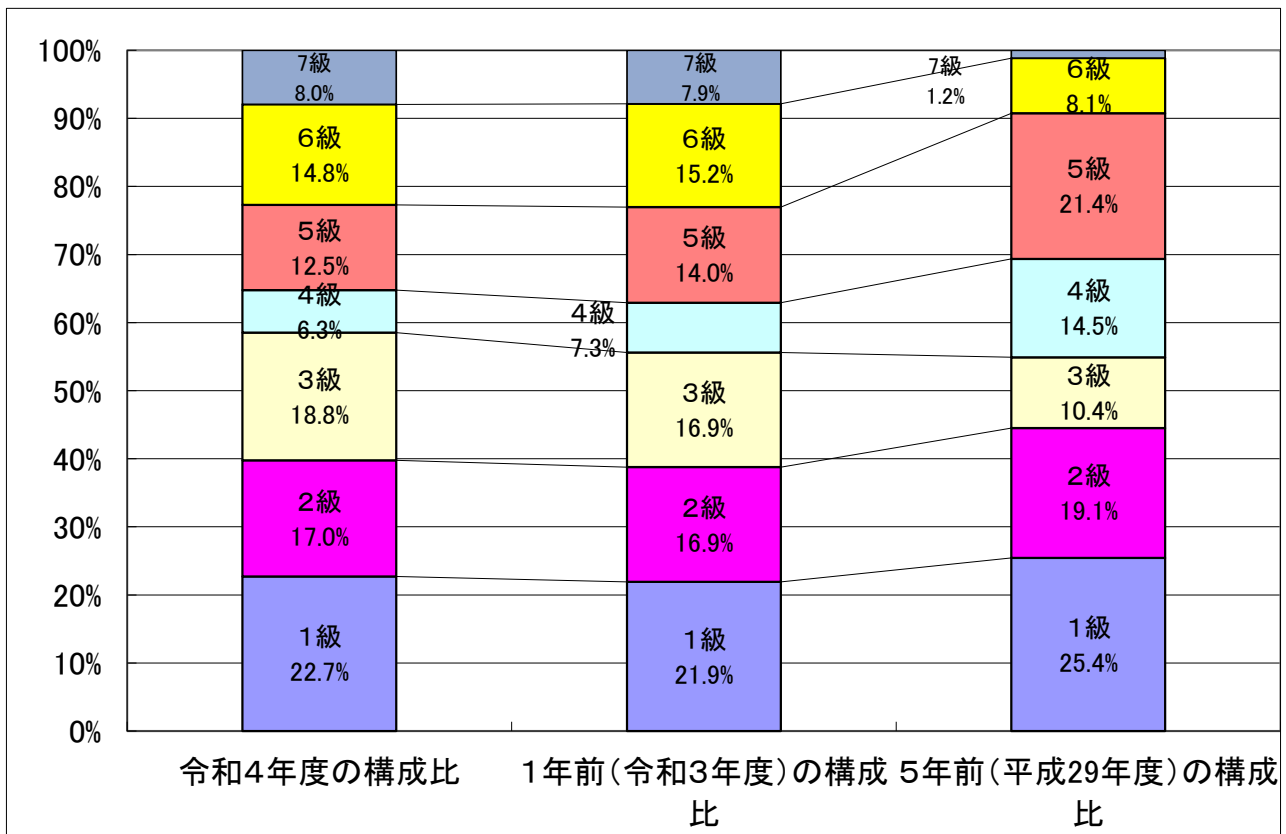 100%
90%
80%
70%
60%
50%
40%
30%
20%
10%
0%
7級
8.0%
6級
14.8%
5級
12.5%
4級
6.3%
3級
18.8%
2級
17.0%
1級
22.7%
7級
7.9%
6級
15.2%
5級
14.0%
4級
7.3%
3級
16.9%
2級
16.9%
1級
21.9%
7級
1.2%
6級
8.1%
5級
21.4%
4級
14.5%
3級
10.4%
2級
19.1%
1級
25.4%
令和4年度の構成比
1年前(令和3年度)の構成
比
5年前(平成29年度)の構成
比